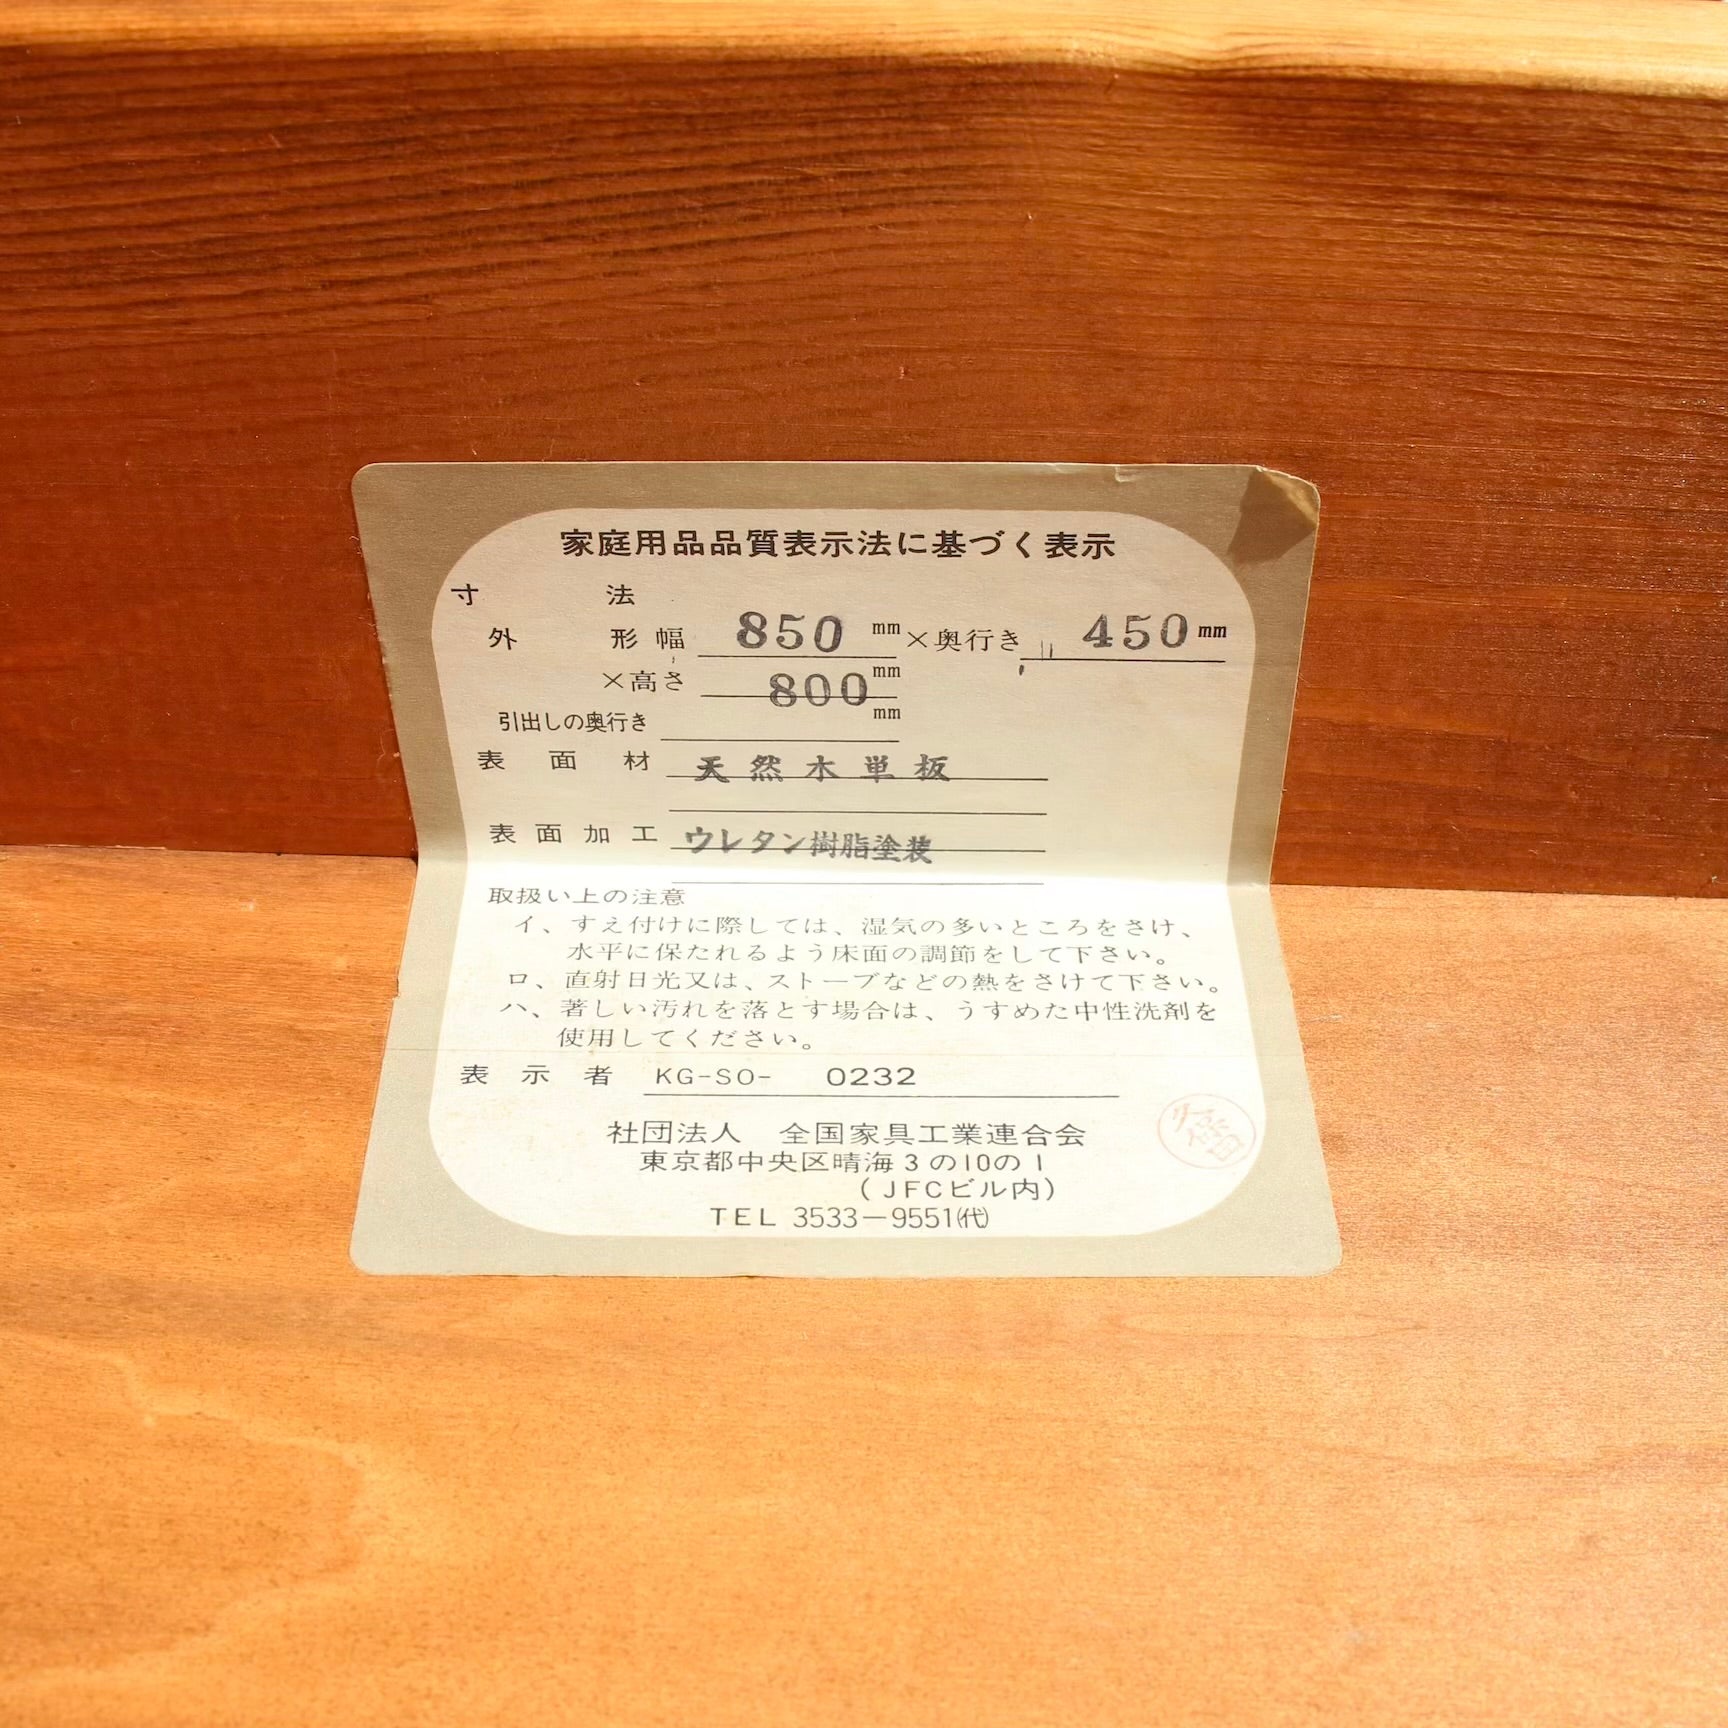 家庭用品品質表示法に基づく表示
寸法
外形幅 850 mm ×奥行き 450 mm
×高さ 800 mm
引出しの奥行き mm
表面材 天然木単板
表面加工 ウレタン樹脂塗装
取扱い上の注意
イ、すえ付けに際しては、湿気の多いところをさけ、
水平に保たれるよう床面の調節をして下さい。
ロ、直射日光又は、ストーブなどの熱をさけて下さい。
ハ、著しい汚れを落とす場合は、うすめた中性洗剤を
使用してください。
表示者 KG-SO- 0232
社団法人 全国家具工業連合会
東京都中央区晴海3の10の1
(JFCビル内)
TEL 3533-9551㈹
久保田